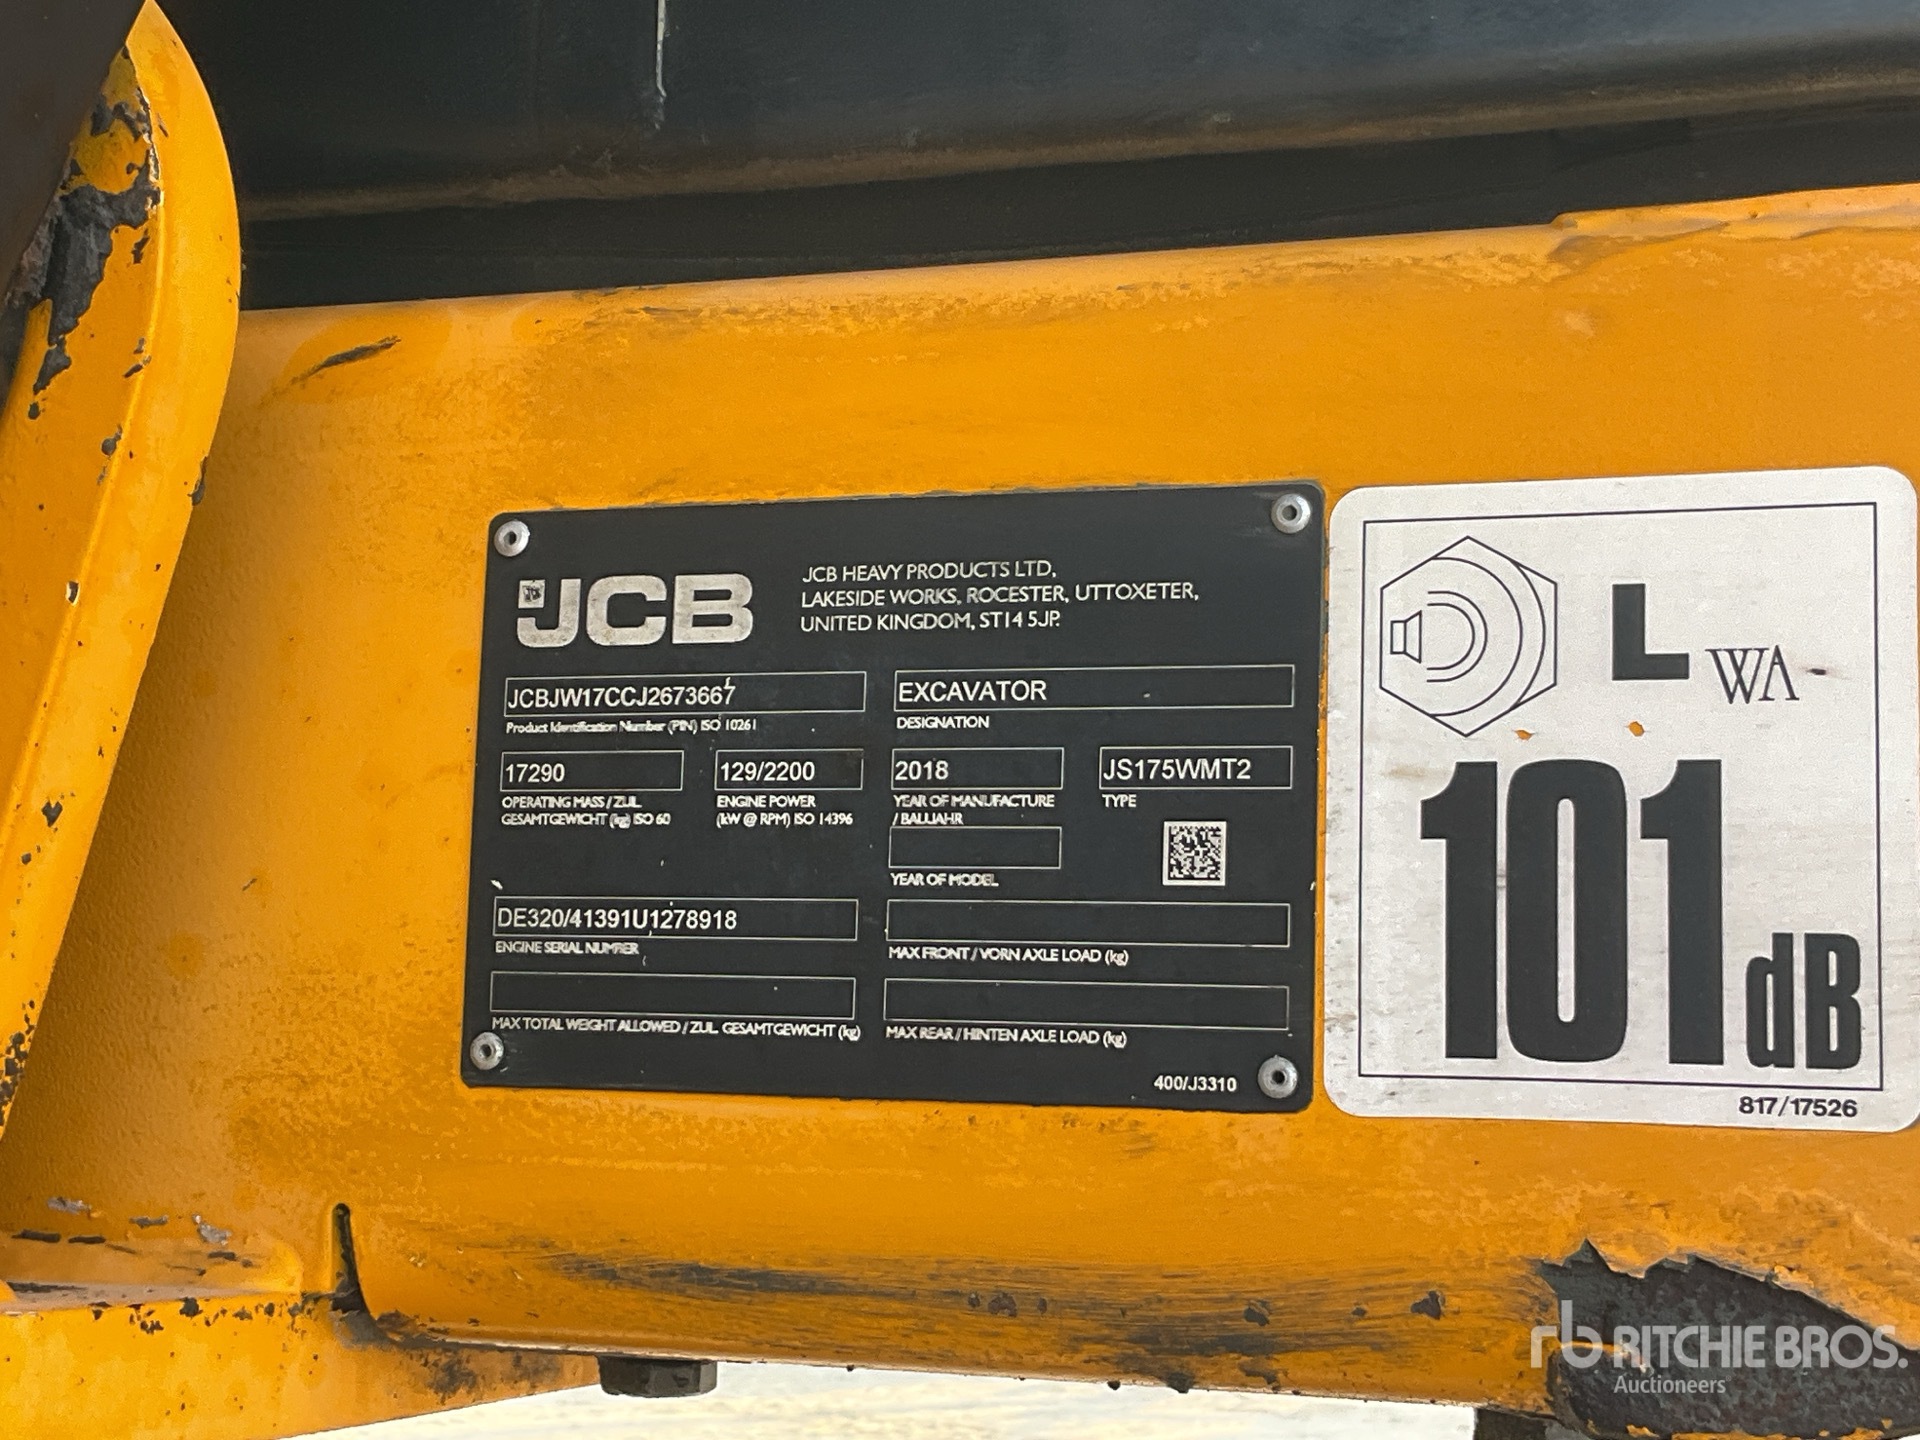 JCB
JCB HEAVY PRODUCTS LTD,
LAKESIDE WORKS, ROCESTER, UTTOXETER,
UNITED KINGDOM, ST14 5JP.
JCBJW17CCJ2673667
Product Identification Number (PIN) ISO 10261
EXCAVATOR
DESIGNATION
17290
OPERATING MASS / ZUL.
GESAMTGEWICHT (kg) ISO 60
129/2200
ENGINE POWER
(kW @ RPM) ISO 14396
2018
YEAR OF MANUFACTURE
/ BAUJAHR
JS175WMT2
TYPE
YEAR OF MODEL
DE320/41391U1278918
ENGINE SERIAL NUMBER
MAX FRONT / VORN AXLE LOAD (kg)
MAX TOTAL WEIGHT ALLOWED / ZUL. GESAMTGEWICHT (kg)
MAX REAR / HINTEN AXLE LOAD (kg)
400/J3310
L WA
101 dB
817/17526
rb RITCHIE BROS.
Auctioneers